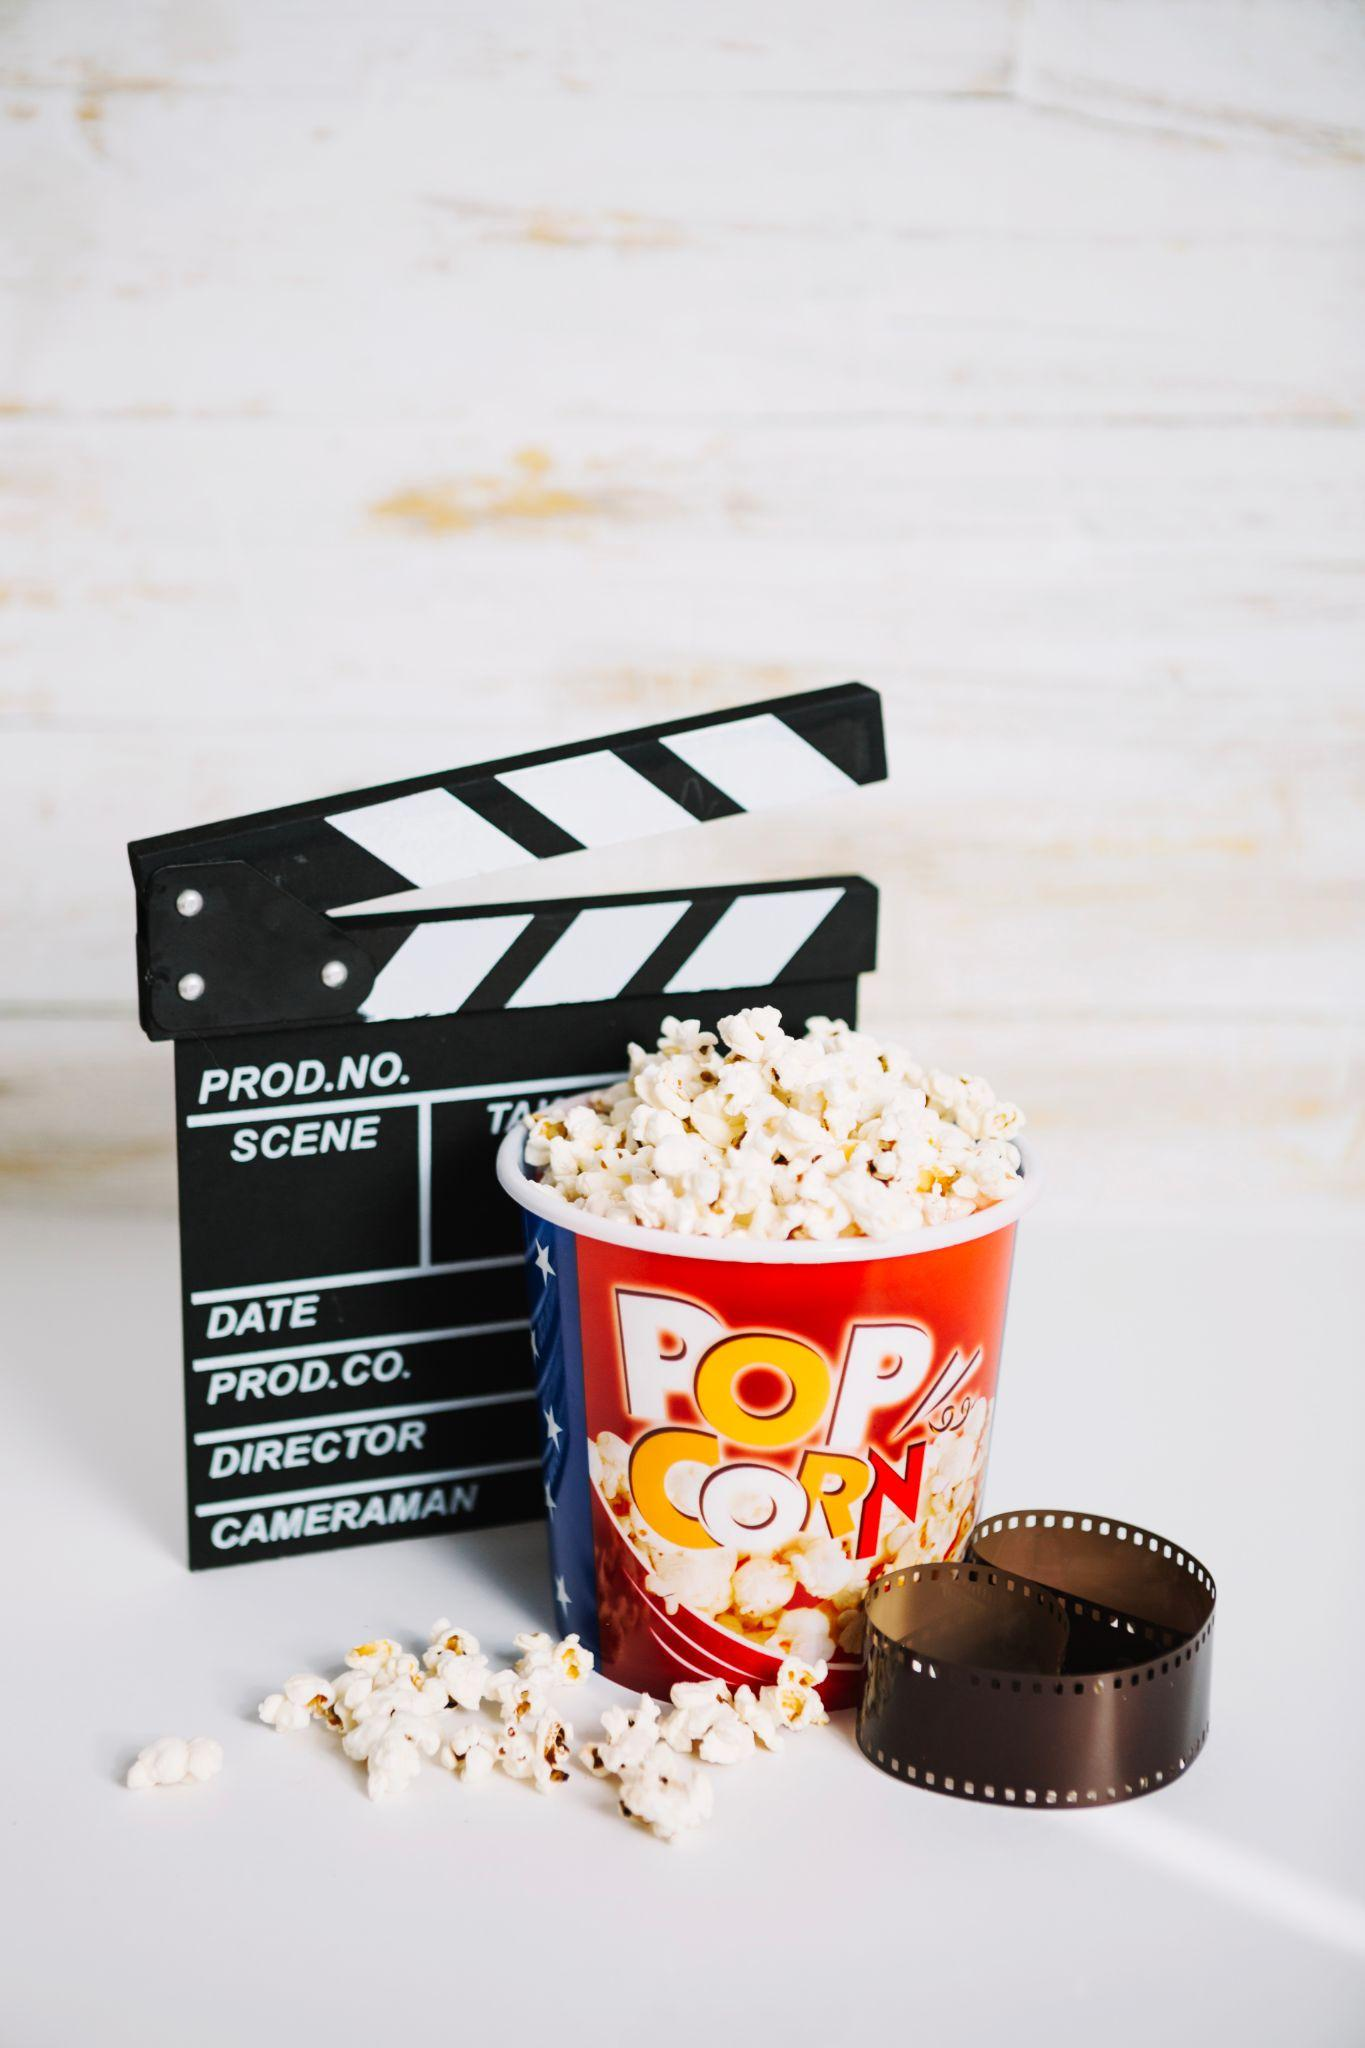 PROD.NO.
SCENE
DATE
PROD.CO.
DIRECTOR
CAMERAMAN
POP
CORN